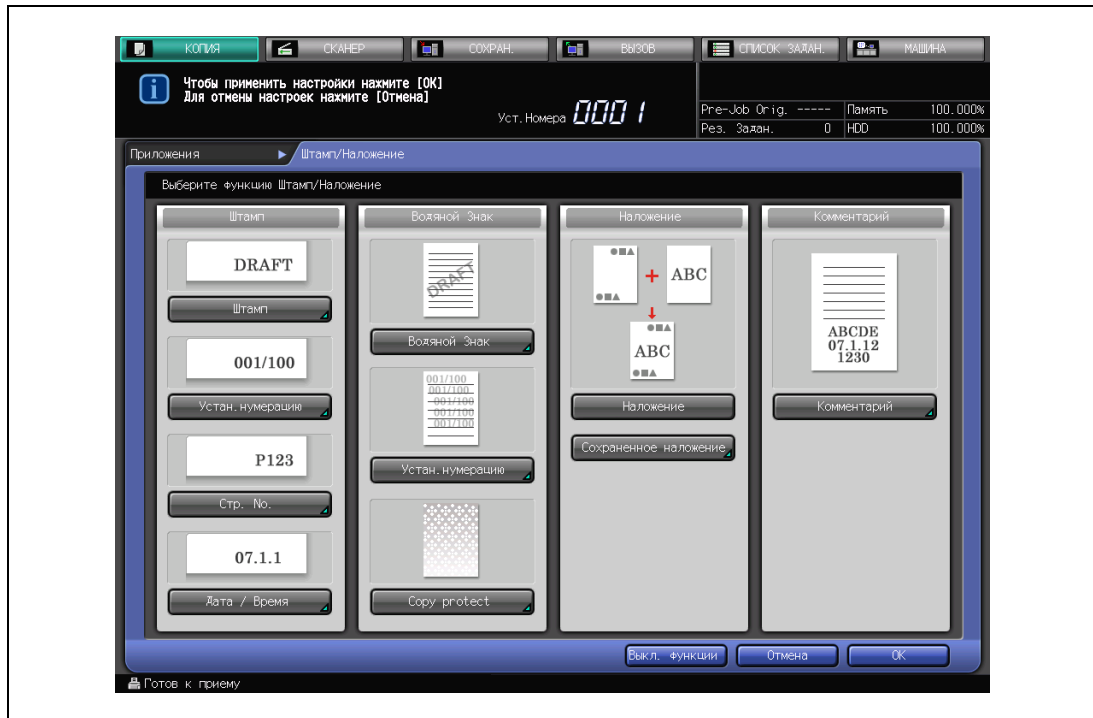 КОПИЯ СКАНЕР СОХРАН. ВЫЗОВ СПИСОК ЗАДАН. МАШИНА
Чтобы применить настройки нажмите [OK]
Для отмены настроек нажмите [Отмена]
Уст.Номера 0001
Pre-Job Orig. ----- Память 100.000%
Рез. Задан. 0 HDD 100.000%
Приложения Штамп/Наложение
Выберите функцию Штамп/Наложение
Штамп
DRAFT
Штамп
001/100
Устан.нумерацию
P123
Стр. No.
07.1.1
Дата / Время
Водяной Знак
DRAFT
Водяной Знак
001/100
001/100
001/100
001/100
001/100
Устан.нумерацию
Copy protect
Наложение
ABC
ABC
Наложение
Сохраненное наложение
Комментарий
ABCDE
07.1.12
1230
Комментарий
Выкл. функции Отмена OK
Готов к приему